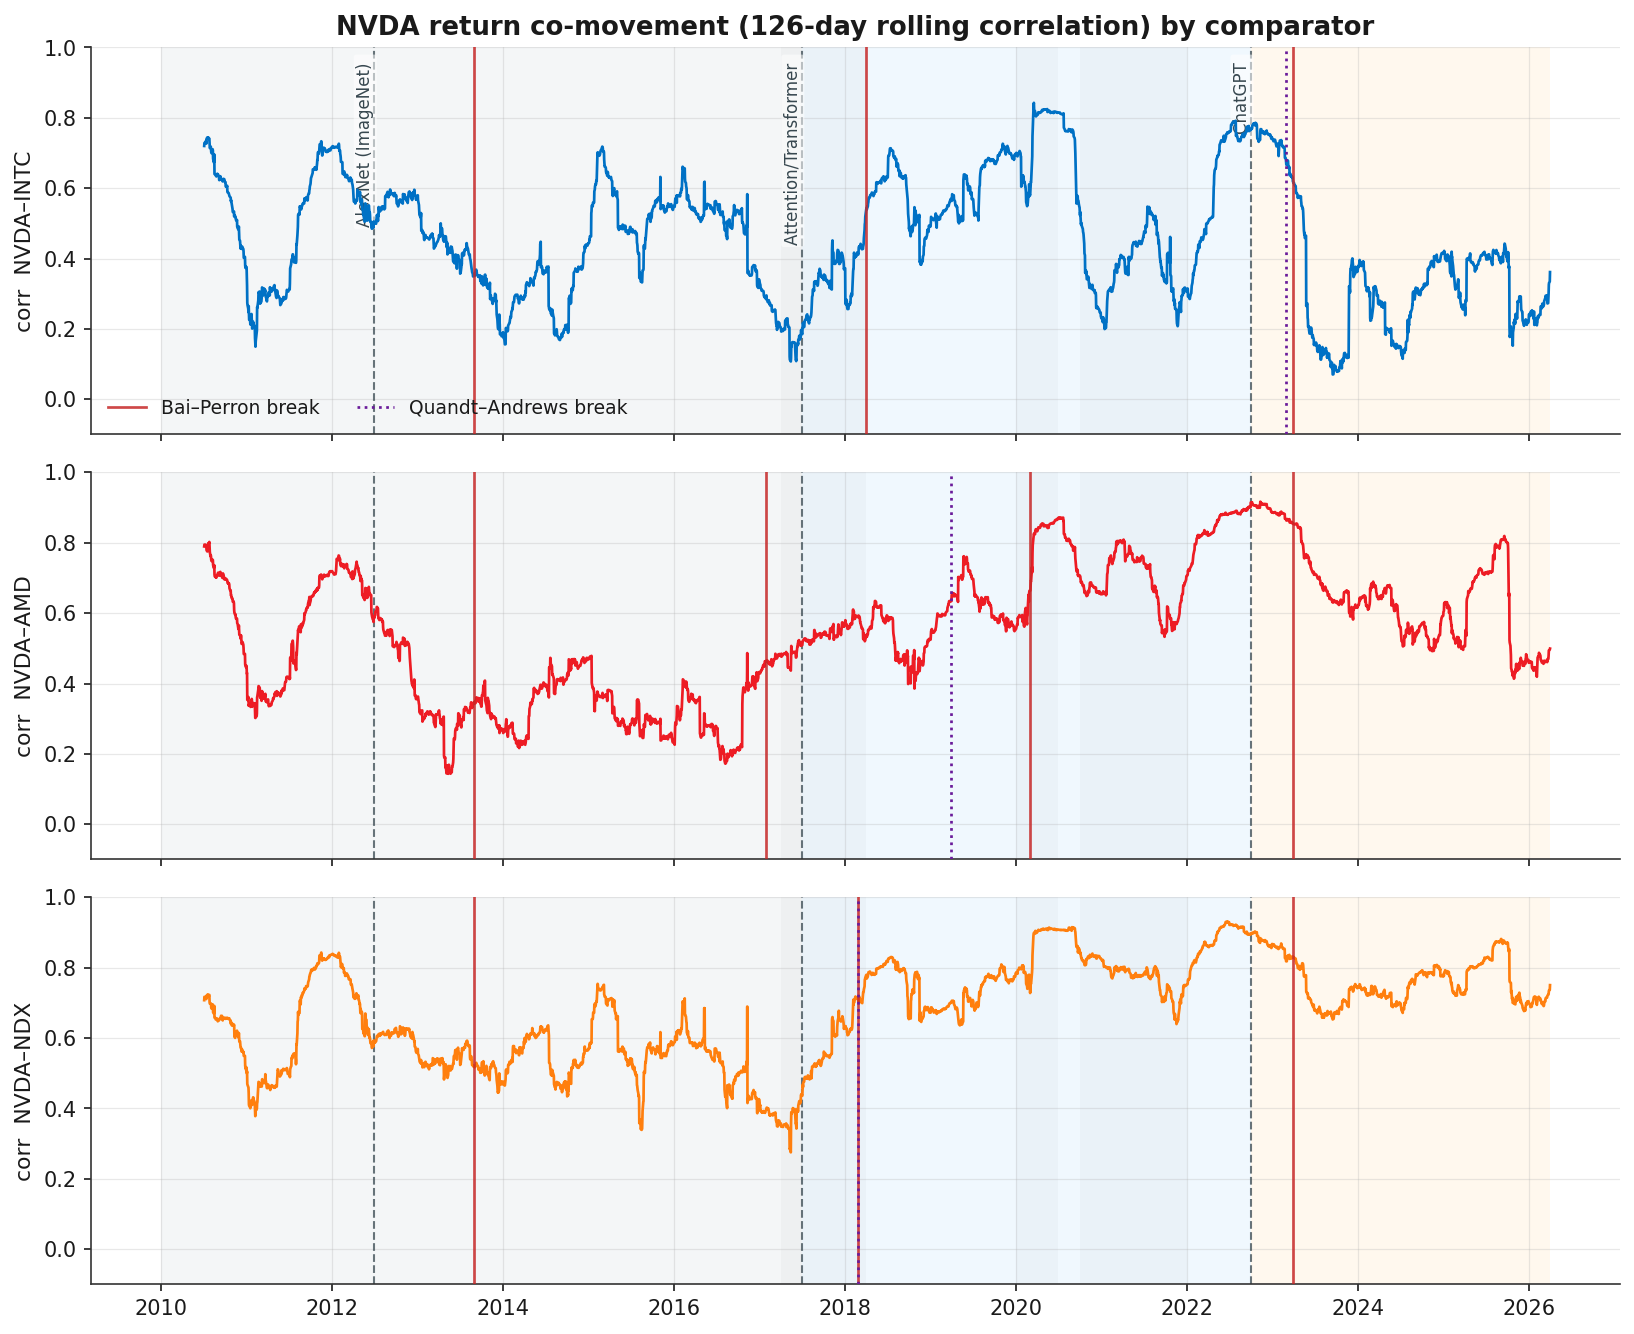 NVDA return co-movement (126-day rolling correlation) by comparator
corr  NVDA–INTC
1.0
0.8
0.6
0.4
0.2
0.0
AlexNet (ImageNet)
Attention/Transformer
ChatGPT
Bai–Perron break
Quandt–Andrews break
corr  NVDA–AMD
1.0
0.8
0.6
0.4
0.2
0.0
corr  NVDA–NDX
1.0
0.8
0.6
0.4
0.2
0.0
2010 2012 2014 2016 2018 2020 2022 2024 2026